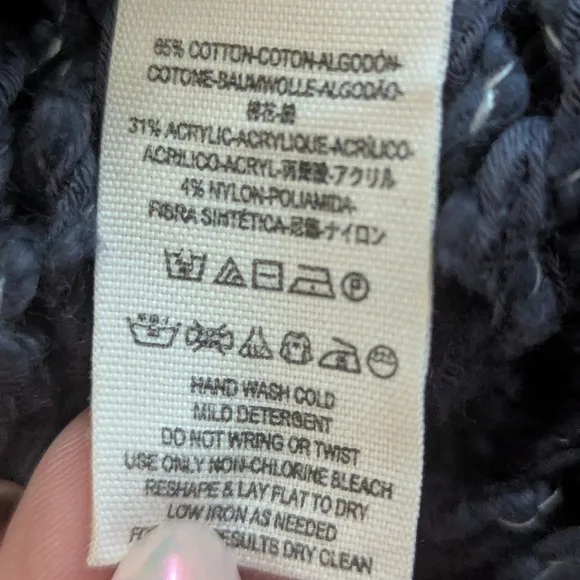 65% COTTON-COTON-ALGODÓN-
COTONE-BAUMWOLLE-ALGODÃO-
棉花-綿
31% ACRYLIC-ACRYLIQUE-ACRÍLICO-
ACRILICO-ACRYL-丙烯酸-アクリル
4% NYLON-POLIAMIDA-
FIBRA SINTÉTICA-尼龍-ナイロン
HAND WASH COLD
MILD DETERGENT
DO NOT WRING OR TWIST
USE ONLY NON-CHLORINE BLEACH
RESHAPE & LAY FLAT TO DRY
LOW IRON AS NEEDED
RESULTS DRY CLEAN